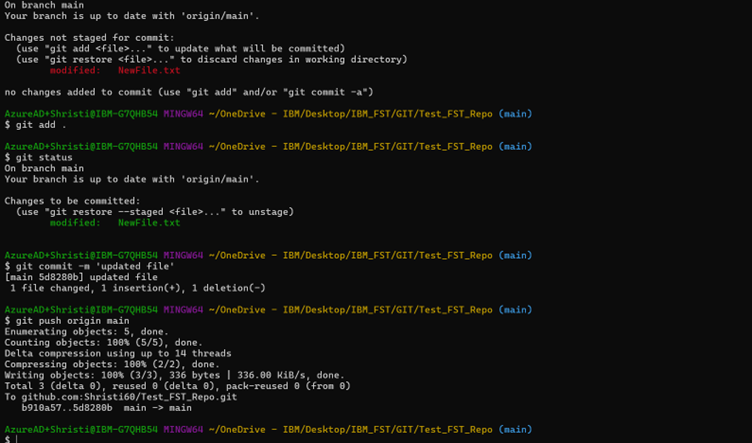 On branch main
Your branch is up to date with 'origin/main'.
Changes not staged for commit:
  (use "git add <file>..." to update what will be committed)
  (use "git restore <file>..." to discard changes in working directory)
        modified:   NewFile.txt
no changes added to commit (use "git add" and/or "git commit -a")
AzureAD+Shristi@IBM-G7QHB54 MINGW64 ~/OneDrive - IBM/Desktop/IBM_FST/GIT/Test_FST_Repo (main)
$ git add .
AzureAD+Shristi@IBM-G7QHB54 MINGW64 ~/OneDrive - IBM/Desktop/IBM_FST/GIT/Test_FST_Repo (main)
$ git status
On branch main
Your branch is up to date with 'origin/main'.
Changes to be committed:
  (use "git restore --staged <file>..." to unstage)
        modified:   NewFile.txt
AzureAD+Shristi@IBM-G7QHB54 MINGW64 ~/OneDrive - IBM/Desktop/IBM_FST/GIT/Test_FST_Repo (main)
$ git commit -m 'updated file'
[main 5d8280b] updated file
 1 file changed, 1 insertion(+), 1 deletion(-)
AzureAD+Shristi@IBM-G7QHB54 MINGW64 ~/OneDrive - IBM/Desktop/IBM_FST/GIT/Test_FST_Repo (main)
$ git push origin main
Enumerating objects: 5, done.
Counting objects: 100% (5/5), done.
Delta compression using up to 14 threads
Compressing objects: 100% (2/2), done.
Writing objects: 100% (3/3), 336 bytes | 336.00 KiB/s, done.
Total 3 (delta 0), reused 0 (delta 0), pack-reused 0 (from 0)
To github.com:Shristi60/Test_FST_Repo.git
   b910a57..5d8280b  main -> main
AzureAD+Shristi@IBM-G7QHB54 MINGW64 ~/OneDrive - IBM/Desktop/IBM_FST/GIT/Test_FST_Repo (main)
$